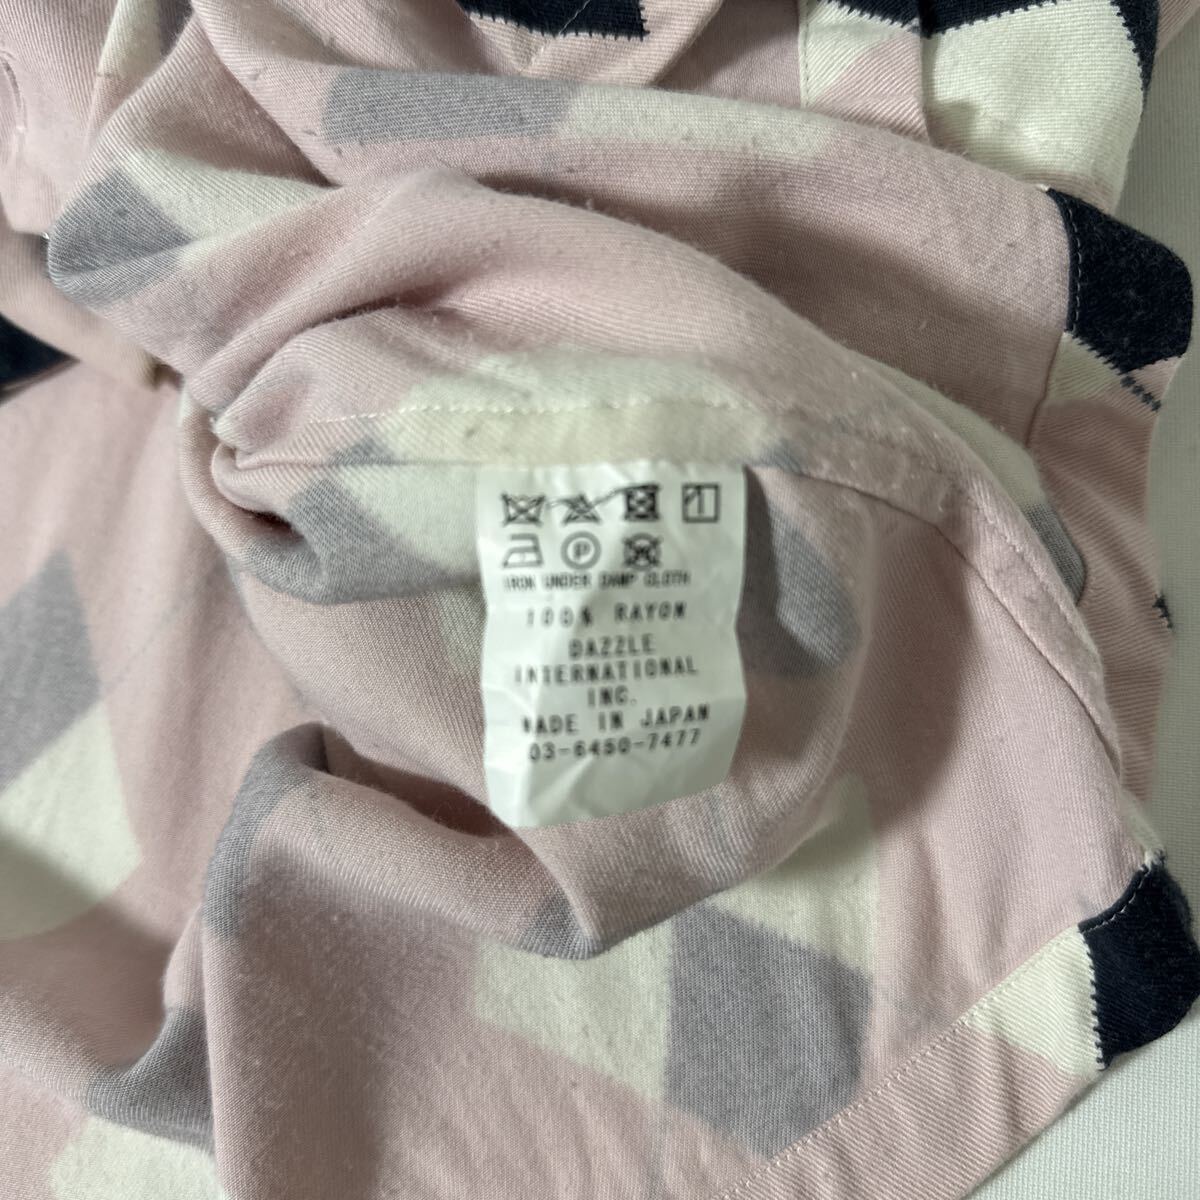 P
IRON UNDER DAMP CLOTH
100% RAYON
DAZZLE
INTERNATIONAL
INC.
MADE IN JAPAN
03-6450-7477